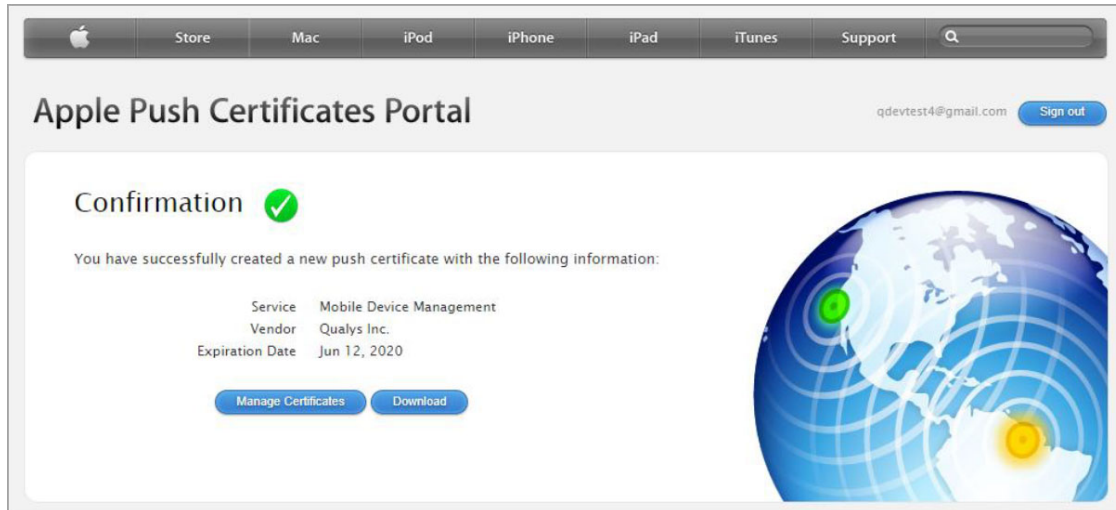 Store Mac iPod iPhone iPad iTunes Support
Apple Push Certificates Portal
qdevtest4@gmail.com Sign out
Confirmation
You have successfully created a new push certificate with the following information:
Service Mobile Device Management
Vendor Qualys Inc.
Expiration Date Jun 12, 2020
Manage Certificates Download